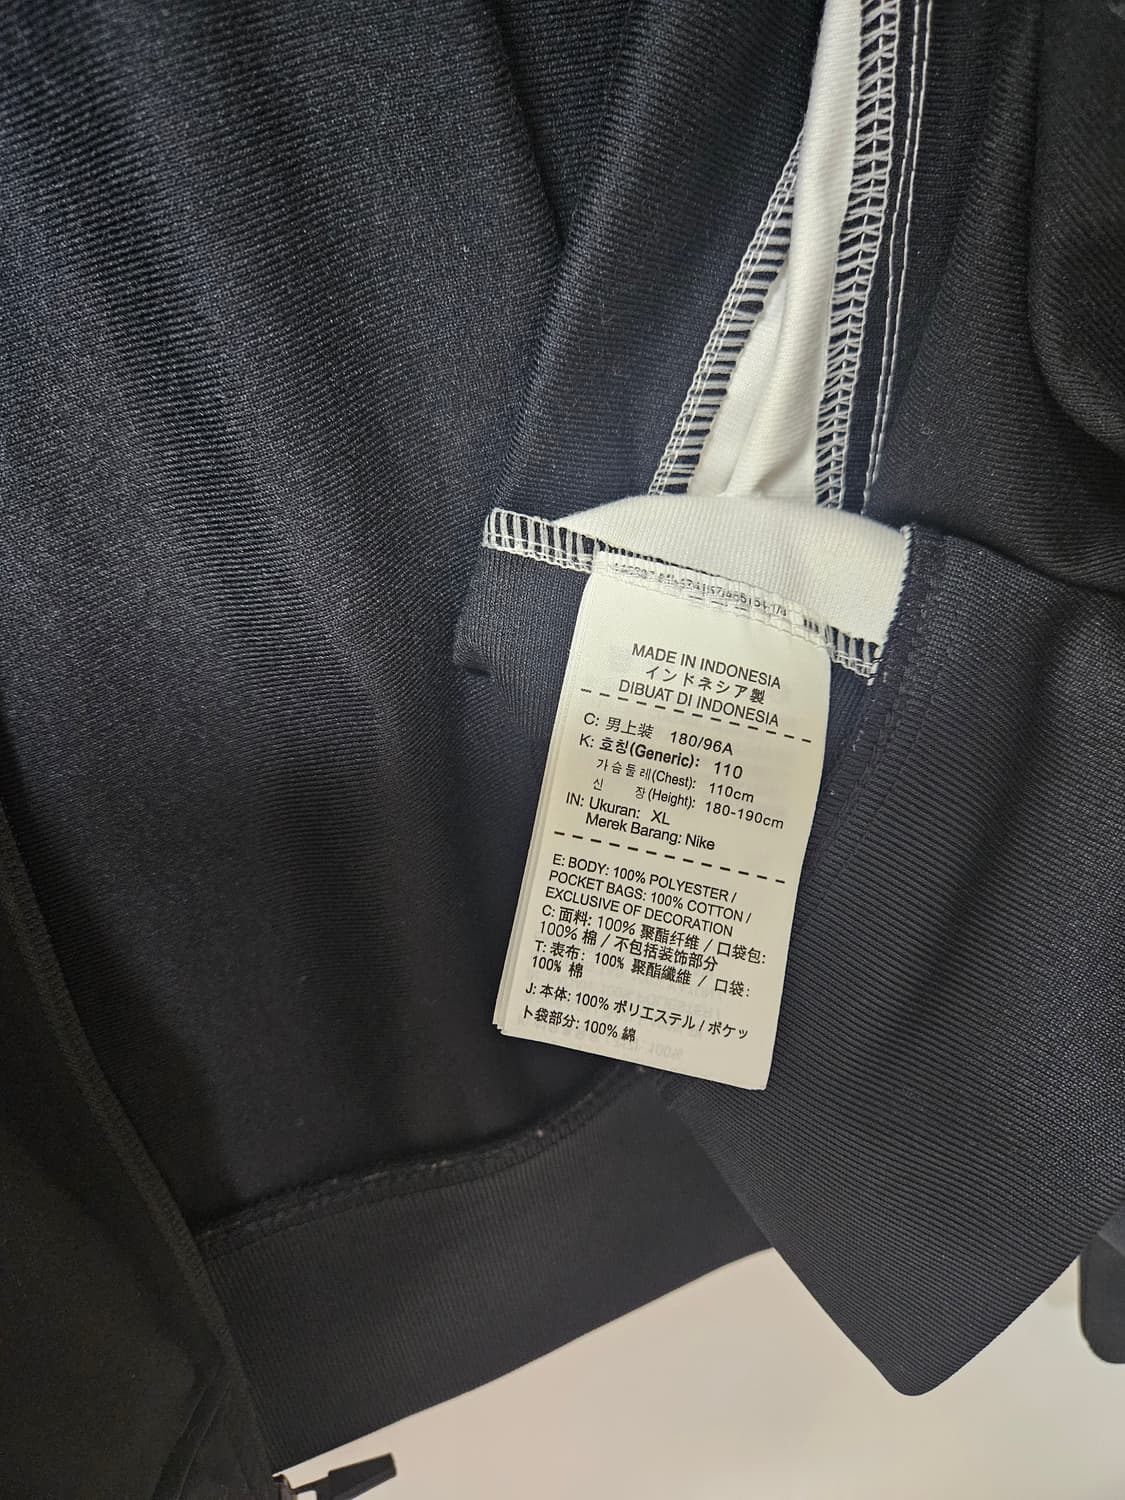 MADE IN INDONESIA
インドネシア製
DIBUAT DI INDONESIA
C: 男上装 180/96A
K: 호칭(Generic): 110
가슴둘레(Chest): 110cm
신 장(Height): 180-190cm
IN: Ukuran: XL
Merek Barang: Nike
E: BODY: 100% POLYESTER /
POCKET BAGS: 100% COTTON /
EXCLUSIVE OF DECORATION
C: 面料: 100% 聚酯纤维 / 口袋包:
100% 棉 / 不包括装饰部分
T: 表布: 100% 聚酯纖維 / 口袋:
100% 棉
J: 本体: 100% ポリエステル / ポケッ
ト袋部分: 100% 綿